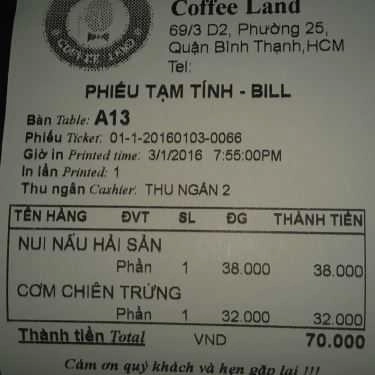 COFFEE LAND
Coffee Land
69/3 D2, Phường 25,
Quận Bình Thạnh,HCM
Tel:
PHIẾU TẠM TÍNH - BILL
Bàn Table: A13
Phiếu Ticker: 01-1-20160103-0066
Giờ in Printed time: 3/1/2016 7:55:00PM
In lần Printed: 1
Thu ngân Cashier: THU NGÂN 2
TÊN HÀNG ĐVT SL ĐG THÀNH TIỀN
NUI NẤU HẢI SẢN
Phần 1 38.000 38.000
CƠM CHIÊN TRỨNG
Phần 1 32.000 32.000
Thành tiền Total VND 70.000
Cám ơn quý khách và hẹn gặp lại !!!